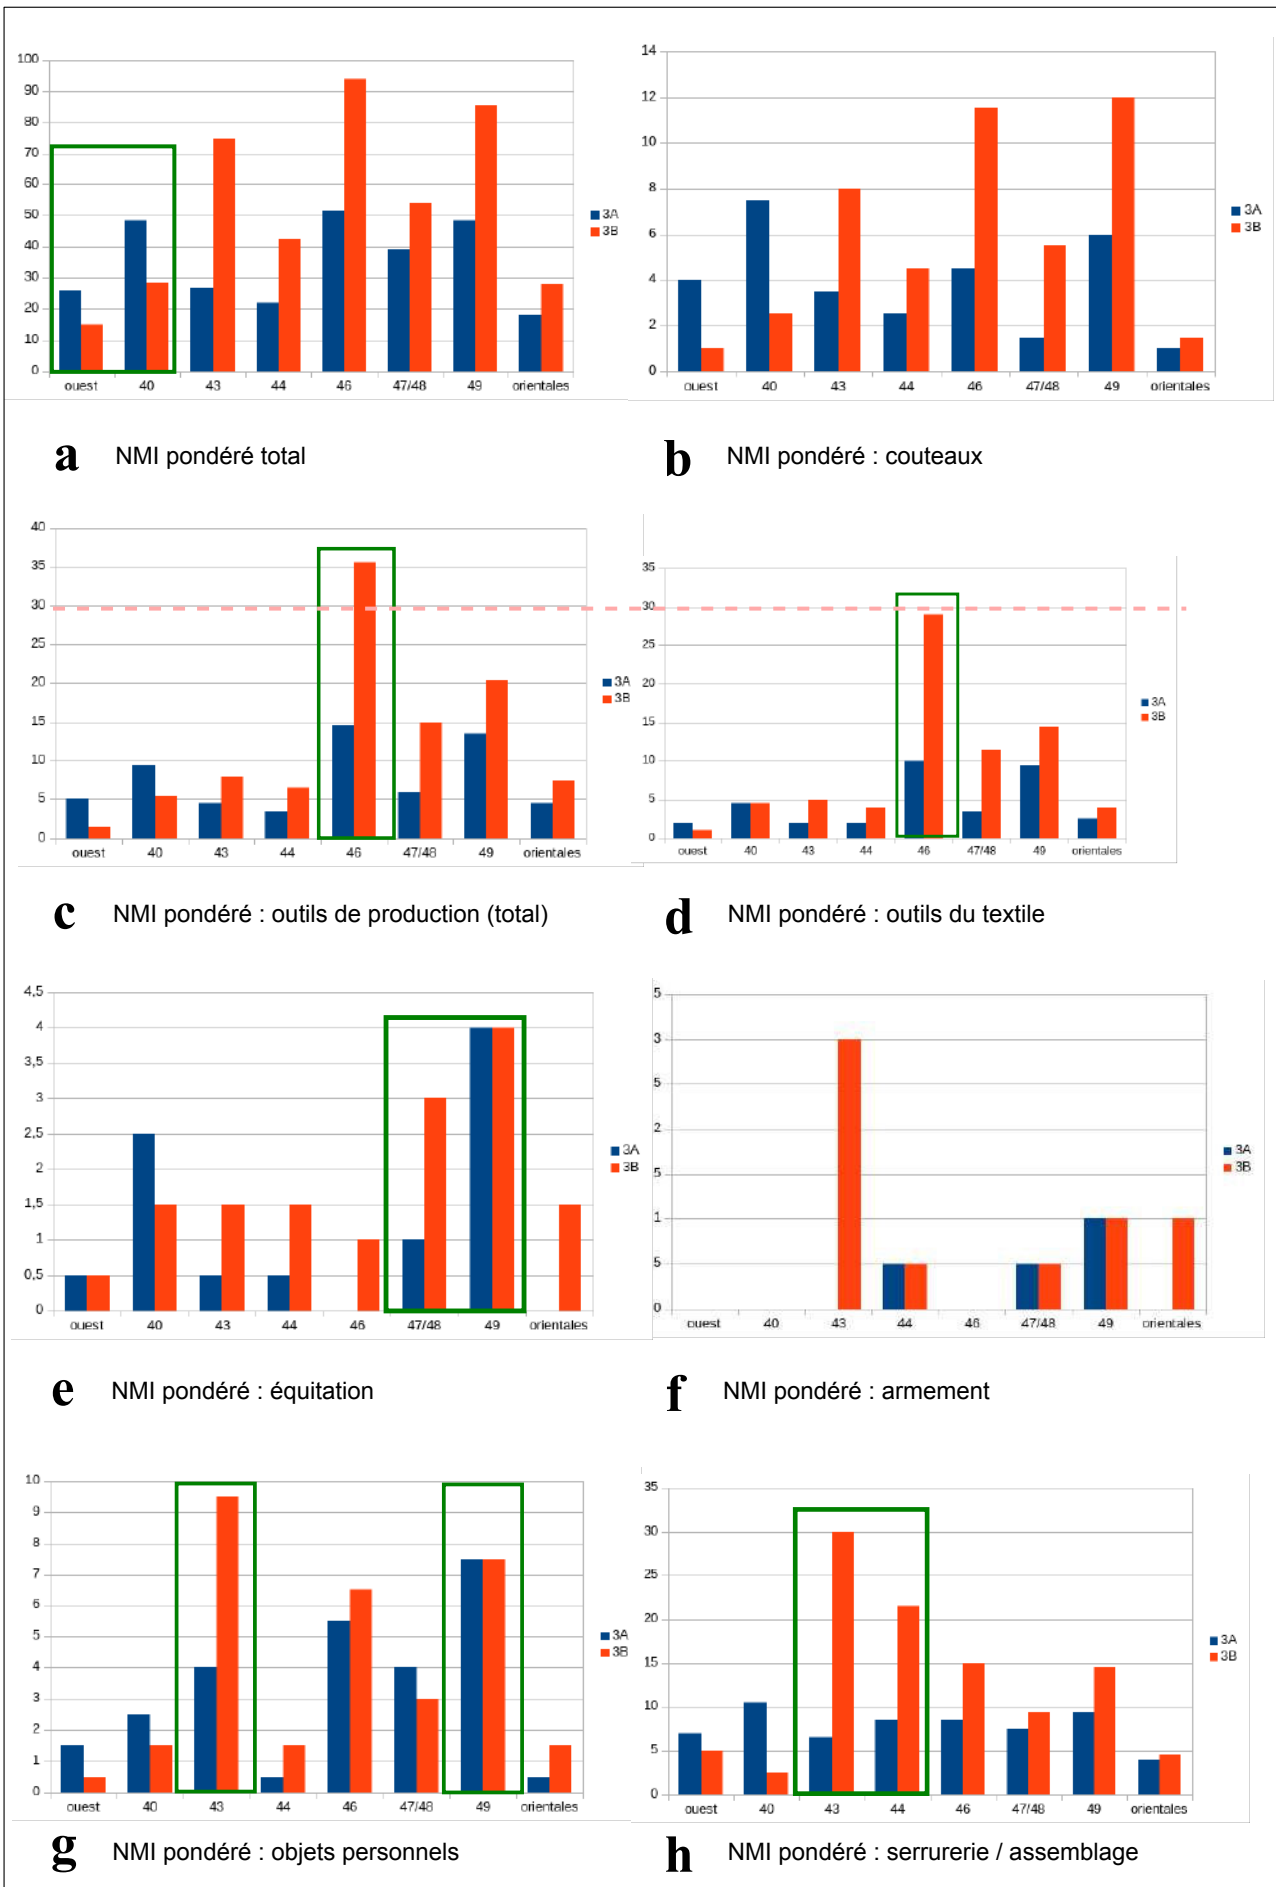 100
90
80
70
60
50
40
30
20
10
0
ouest 40 43 44 46 47/48 49 orientales
3A
3B
14
12
10
8
6
4
2
0
ouest 40 43 44 46 47/48 49 orientales
3A
3B
a NMI pondéré total
b NMI pondéré : couteaux
40
35
30
25
20
15
10
5
0
ouest 40 43 44 46 47/48 49 orientales
3A
3B
35
30
25
20
15
10
5
0
ouest 40 43 44 46 47/48 49 orientales
3A
3B
c NMI pondéré : outils de production (total)
d NMI pondéré : outils du textile
4,5
4
3,5
3
2,5
2
1,5
1
0,5
0
ouest 40 43 44 46 47/48 49 orientales
3A
3B
5
3
5
2
5
1
5
0
ouest 40 43 44 46 47/48 49 orientales
3A
3B
e NMI pondéré : équitation
f NMI pondéré : armement
10
9
8
7
6
5
4
3
2
1
0
ouest 40 43 44 46 47/48 49 orientales
3A
3B
35
30
25
20
15
10
5
0
ouest 40 43 44 46 47/48 49 orientales
3A
3B
g NMI pondéré : objets personnels
h NMI pondéré : serrurerie / assemblage